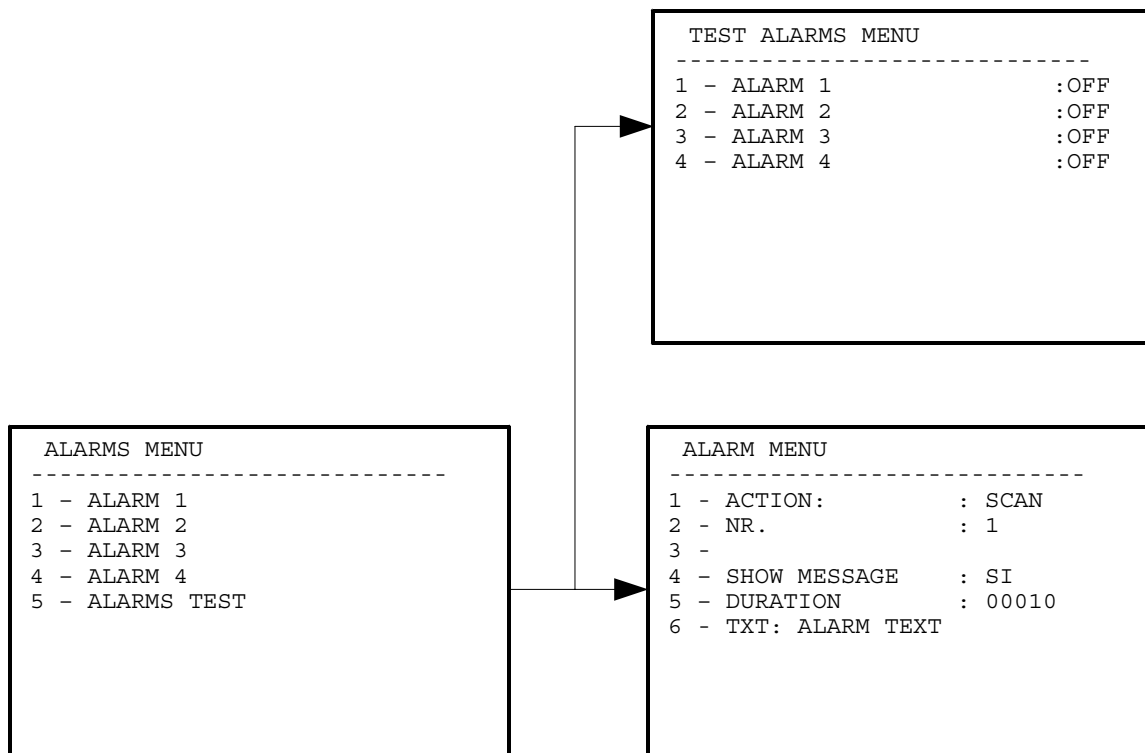 TEST ALARMS MENU
-----------------------------
1 – ALARM 1 :OFF
2 – ALARM 2 :OFF
3 – ALARM 3 :OFF
4 – ALARM 4 :OFF
ALARMS MENU
-----------------------------
1 – ALARM 1
2 – ALARM 2
3 – ALARM 3
4 – ALARM 4
5 – ALARMS TEST
ALARM MENU
-----------------------------
1 - ACTION: : SCAN
2 - NR. : 1
3 -
4 – SHOW MESSAGE : SI
5 – DURATION : 00010
6 - TXT: ALARM TEXT